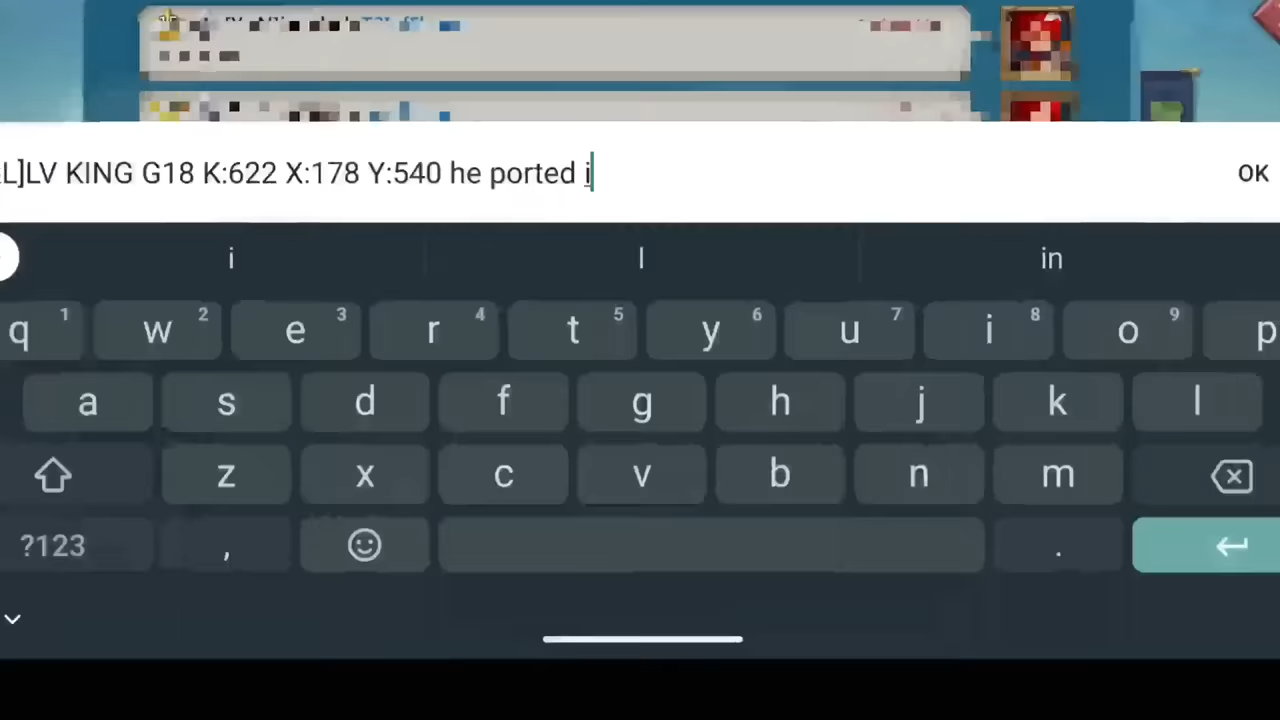 L]LV KING G18 K:622 X:178 Y:540 he ported i
OK
i I in
q 1 w 2 e 3 r 4 t 5 y 6 u 7 i 8 o 9 p
a s d f g h j k l
z x c v b n m
?123 , .